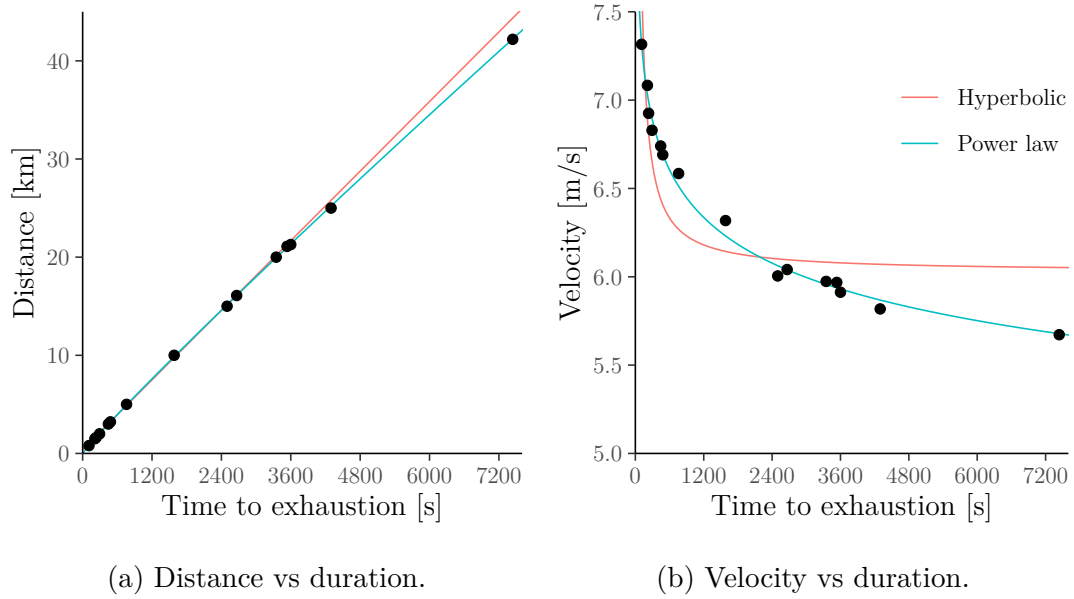 Distance [km]
40
30
20
10
0
0 1200 2400 3600 4800 6000 7200
Time to exhaustion [s]
(a) Distance vs duration.
Velocity [m/s]
7.5
7.0
6.5
6.0
5.5
5.0
0 1200 2400 3600 4800 6000 7200
Time to exhaustion [s]
Hyperbolic
Power law
(b) Velocity vs duration.